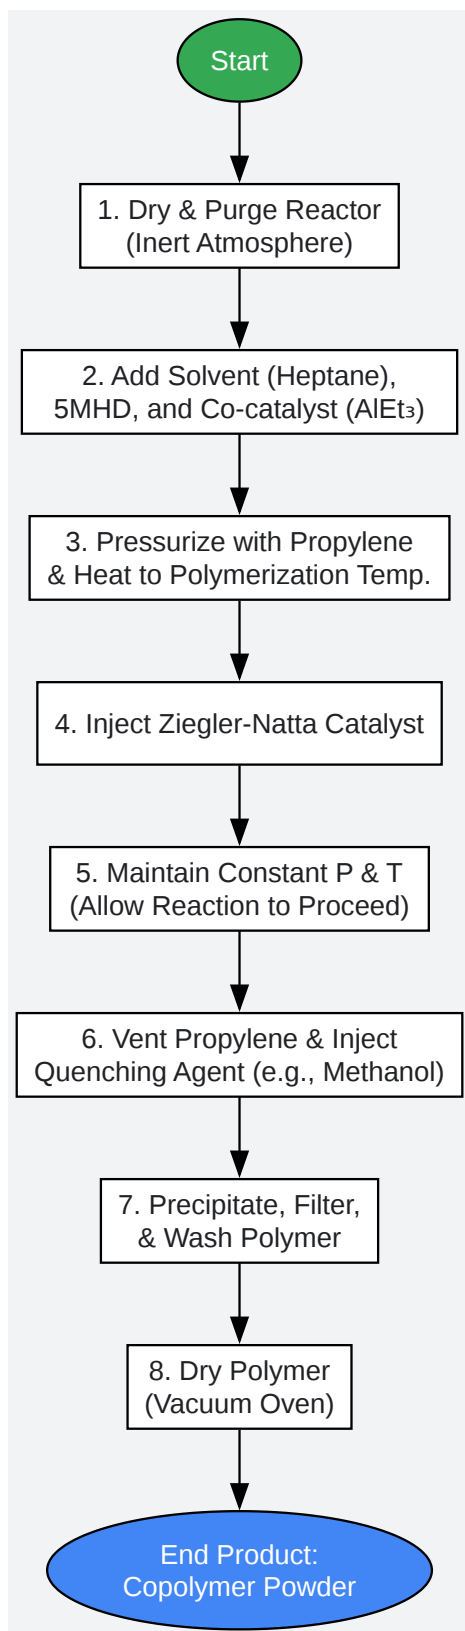 Start
1. Dry & Purge Reactor
(Inert Atmosphere)
2. Add Solvent (Heptane),
5MHD, and Co-catalyst (AlEt₃)
3. Pressurize with Propylene
& Heat to Polymerization Temp.
4. Inject Ziegler-Natta Catalyst
5. Maintain Constant P & T
(Allow Reaction to Proceed)
6. Vent Propylene & Inject
Quenching Agent (e.g., Methanol)
7. Precipitate, Filter,
& Wash Polymer
8. Dry Polymer
(Vacuum Oven)
End Product:
Copolymer Powder